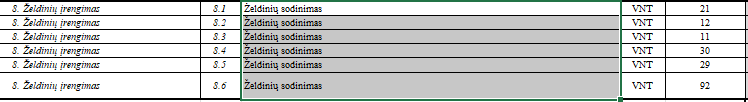 8. Želdinių įrengimas 8.1 Želdinių sodinimas VNT 21
8. Želdinių įrengimas 8.2 Želdinių sodinimas VNT 12
8. Želdinių įrengimas 8.3 Želdinių sodinimas VNT 11
8. Želdinių įrengimas 8.4 Želdinių sodinimas VNT 30
8. Želdinių įrengimas 8.5 Želdinių sodinimas VNT 29
8. Želdinių įrengimas 8.6 Želdinių sodinimas VNT 92